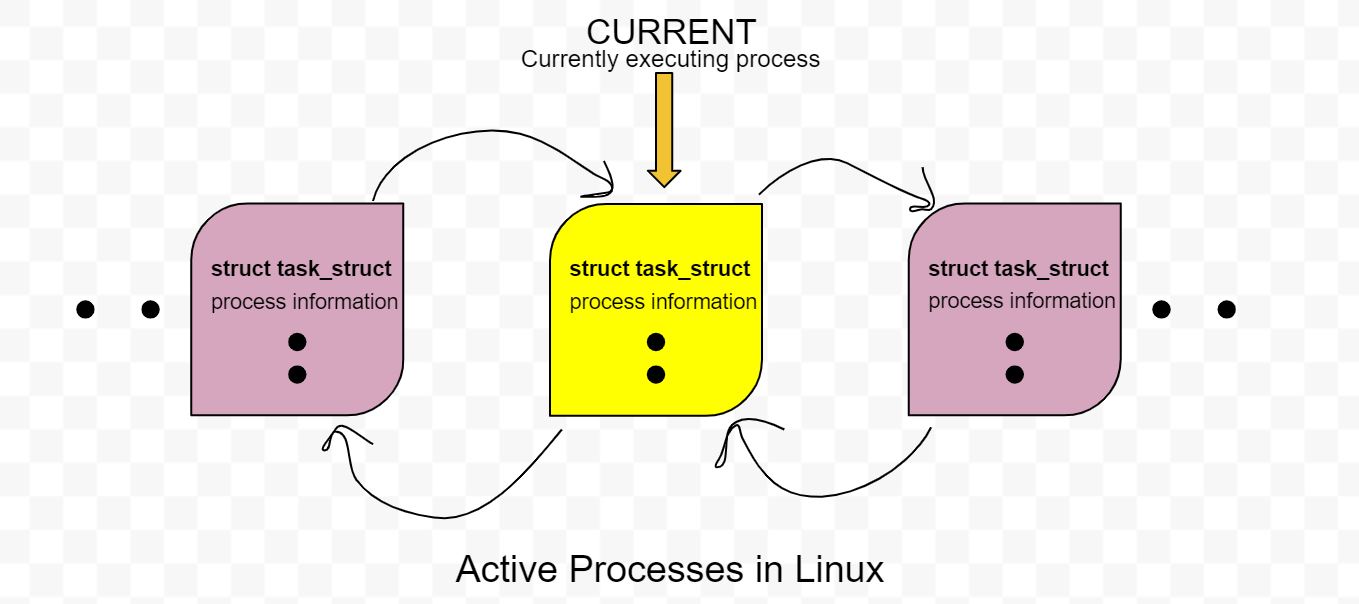 CURRENT
Currently executing process
struct task_struct
process information
struct task_struct
process information
struct task_struct
process information
Active Processes in Linux